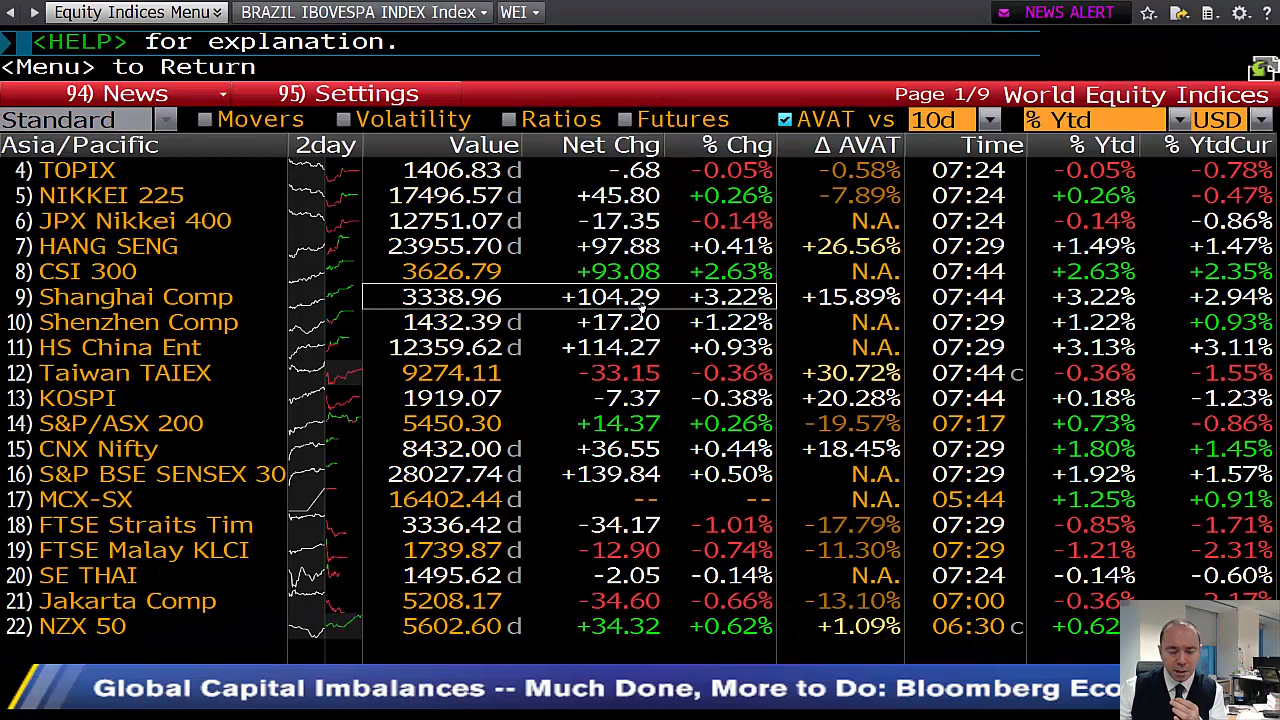 Equity Indices Menu BRAZIL IBOVESPA INDEX Index WEI NEWS ALERT ?
<HELP> for explanation.
<Menu> to Return
94) News 95) Settings Page 1/9 World Equity Indices
Standard Movers Volatility Ratios Futures AVAT vs 10d % Ytd USD
Asia/Pacific 2day Value Net Chg % Chg Δ AVAT Time % Ytd % YtdCur
4) TOPIX 1406.83 d -.68 -0.05% -0.58% 07:24 -0.05% -0.78%
5) NIKKEI 225 17496.57 d +45.80 +0.26% -7.89% 07:24 +0.26% -0.47%
6) JPX Nikkei 400 12751.07 d -17.35 -0.14% N.A. 07:24 -0.14% -0.86%
7) HANG SENG 23955.70 d +97.88 +0.41% +26.56% 07:29 +1.49% +1.47%
8) CSI 300 3626.79 +93.08 +2.63% N.A. 07:44 +2.63% +2.35%
9) Shanghai Comp 3338.96 +104.29 +3.22% +15.89% 07:44 +3.22% +2.94%
10) Shenzhen Comp 1432.39 d +17.20 +1.22% N.A. 07:29 +1.22% +0.93%
11) HS China Ent 12359.62 d +114.27 +0.93% N.A. 07:29 +3.13% +3.11%
12) Taiwan TAIEX 9274.11 -33.15 -0.36% +30.72% 07:44 c -0.36% -1.55%
13) KOSPI 1919.07 -7.37 -0.38% +20.28% 07:44 +0.18% -1.23%
14) S&P/ASX 200 5450.30 +14.37 +0.26% -19.57% 07:17 +0.73% -0.86%
15) CNX Nifty 8432.00 d +36.55 +0.44% +18.45% 07:29 +1.80% +1.45%
16) S&P BSE SENSEX 30 28027.74 d +139.84 +0.50% N.A. 07:29 +1.92% +1.57%
17) MCX-SX 16402.44 d -- -- N.A. 05:44 +1.25% +0.91%
18) FTSE Straits Tim 3336.42 d -34.17 -1.01% -17.79% 07:29 -0.85% -1.71%
19) FTSE Malay KLCI 1739.87 d -12.90 -0.74% -11.30% 07:29 -1.21% -2.31%
20) SE THAI 1495.62 d -2.05 -0.14% N.A. 07:24 -0.14% -0.60%
21) Jakarta Comp 5208.17 -34.60 -0.66% -13.10% 07:00 -0.36%
22) NZX 50 5602.60 d +34.32 +0.62% +1.09% 06:30 c +0.62
Global Capital Imbalances -- Much Done, More to Do: Bloomberg Eco